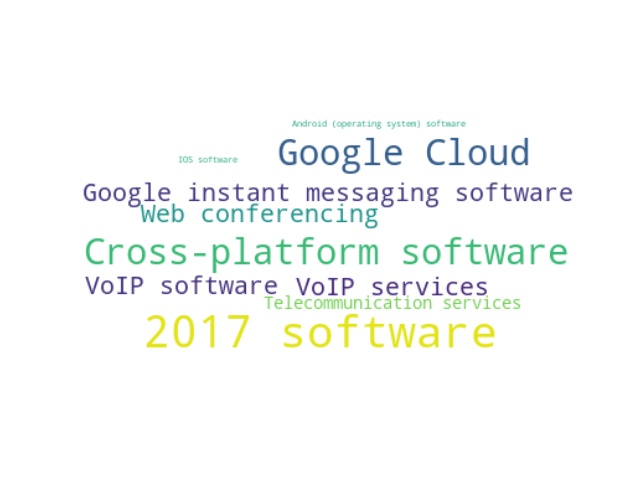 Android (operating system) software
Google Cloud
IOS software
Google instant messaging software
Web conferencing
Cross-platform software
VoIP software
VoIP services
Telecommunication services
2017 software